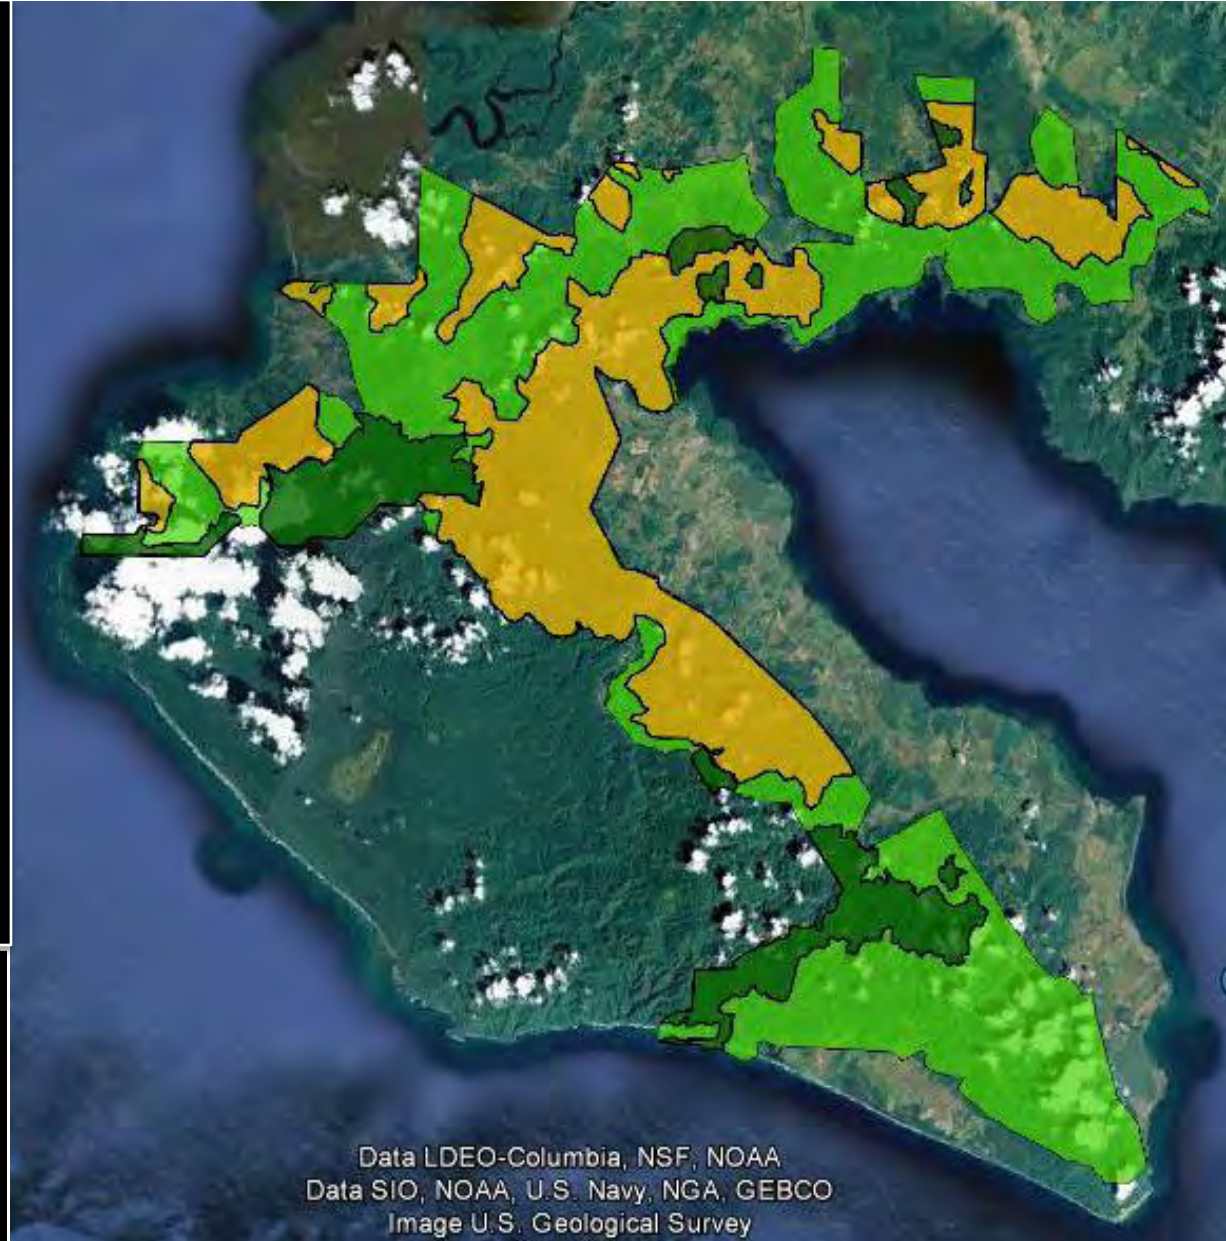 Data LDEO-Columbia, NSF, NOAA
Data SIO, NOAA, U.S. Navy, NGA, GEBCO
Image U.S. Geological Survey